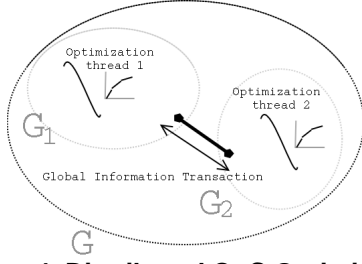 Optimization
thread 1
Optimization
thread 2
G1
Global Information Transaction
G2
G